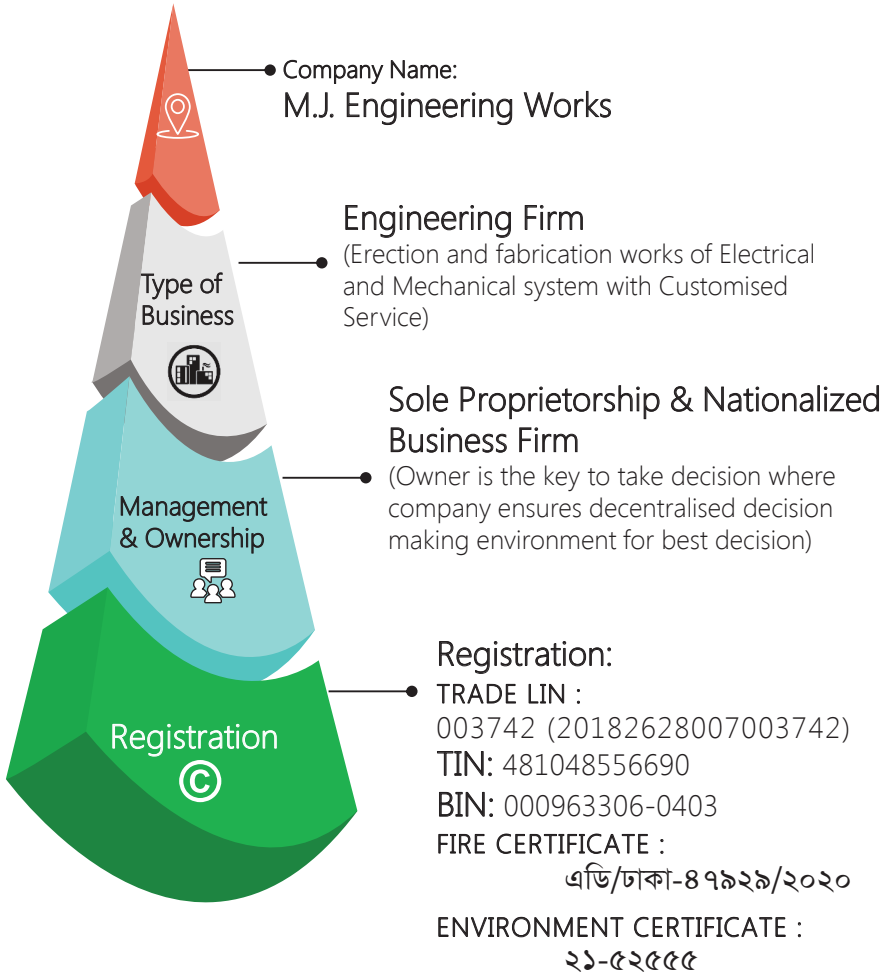 Company Name:
M.J. Engineering Works
Engineering Firm
(Erection and fabrication works of Electrical
and Mechanical system with Customised
Service)
Type of
Business
Sole Proprietorship & Nationalized
Business Firm
(Owner is the key to take decision where
company ensures decentralised decision
making environment for best decision)
Management
& Ownership
Registration:
TRADE LIN :
003742 (20182628007003742)
TIN: 481048556690
BIN: 000963306-0403
FIRE CERTIFICATE :
এডি/ঢাকা-৪৭৯২৯/২০২০
ENVIRONMENT CERTIFICATE :
২১-৫২৫৫৫
Registration
©